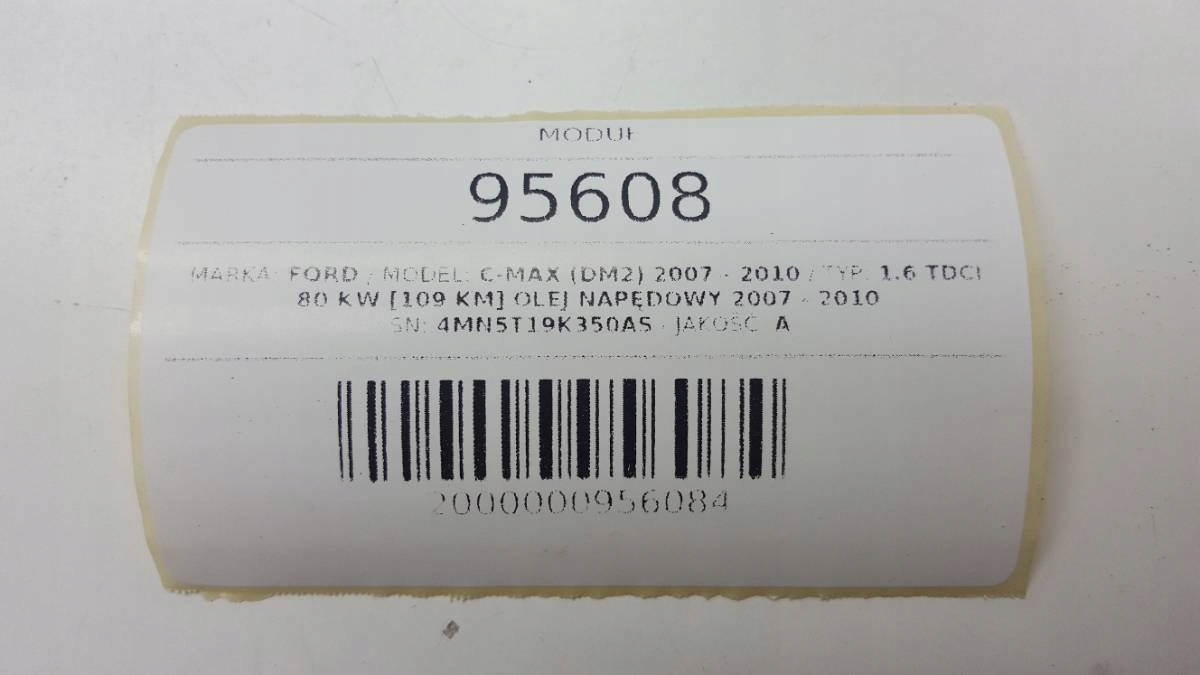 MODUŁ
95608
MARKA: FORD / MODEL: C-MAX (DM2) 2007 - 2010 / TYP: 1.6 TDCI
80 KW [109 KM] OLEJ NAPĘDOWY 2007 - 2010
SN: 4MN5T19K350AS · JAKOŚĆ: A
2000000956084